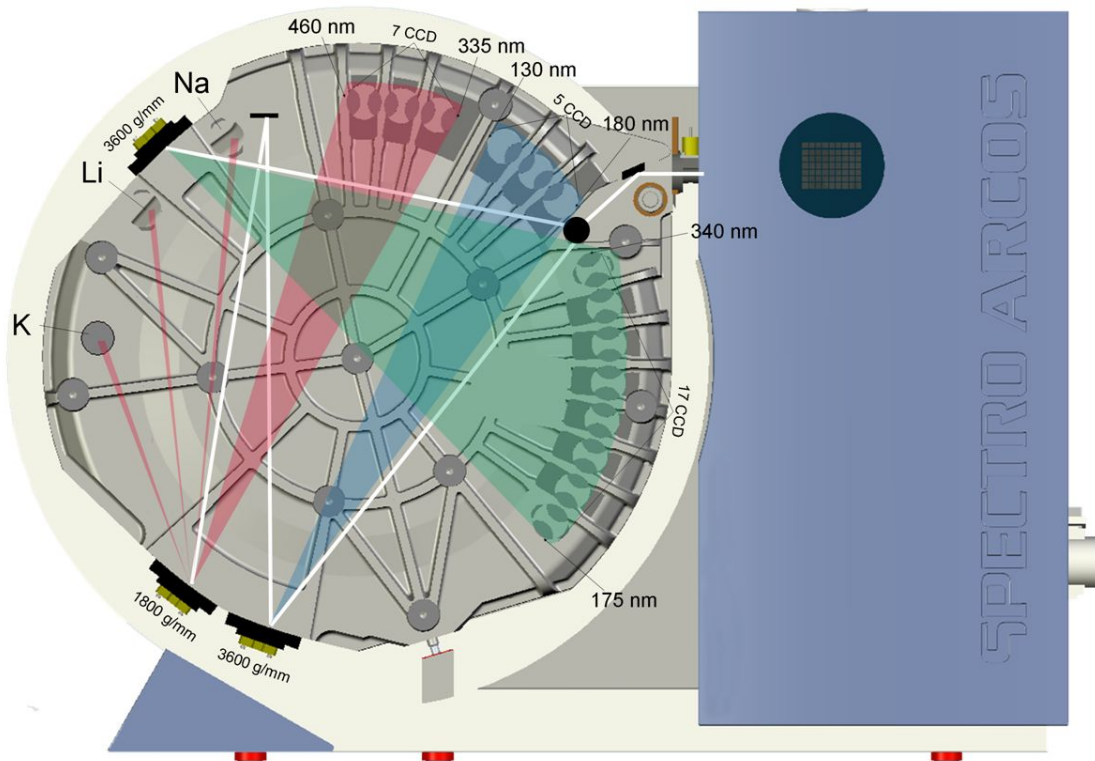 460 nm
7 CCD
335 nm
130 nm
Na
5 CCD
180 nm
3600 g/mm
Li
340 nm
K
17 CCD
175 nm
1800 g/mm
3600 g/mm
SPECTRO ARCOS